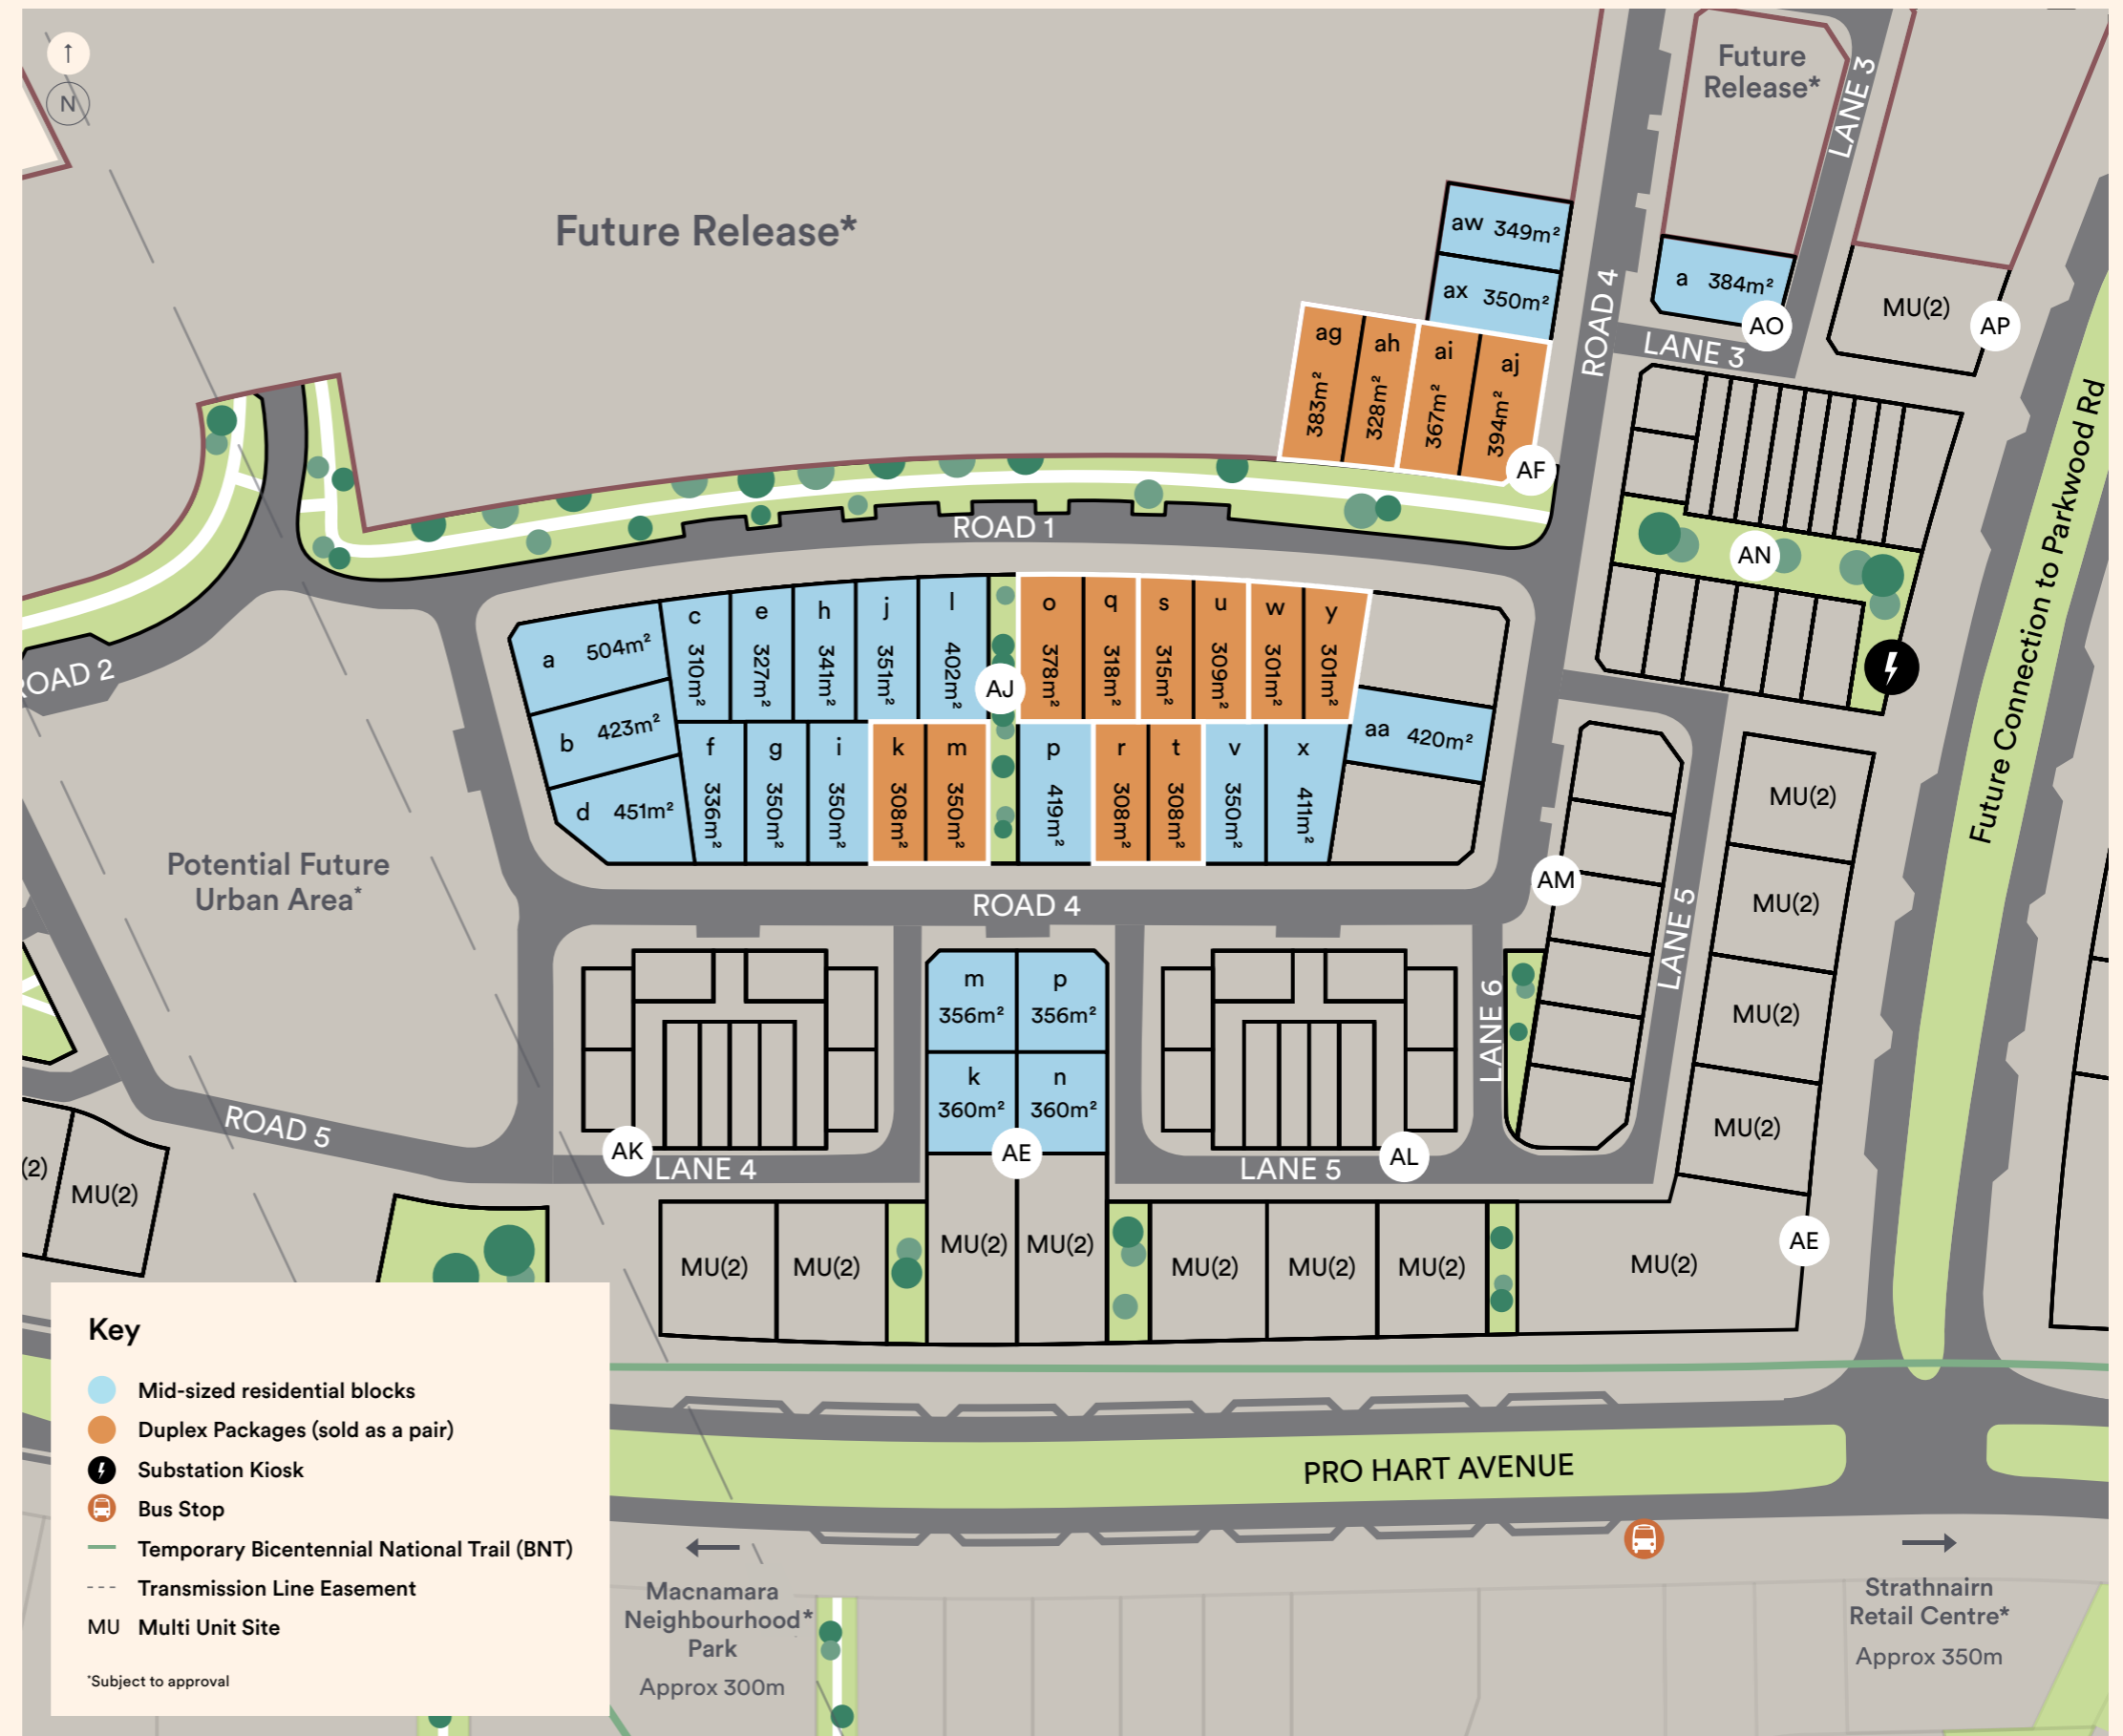 ↑
N
Future
Release*
LANE 3
Future Release*
aw 349m²
ax 350m²
ROAD 4
a 384m²
AO
MU(2)
AP
LANE 3
ag 383m²
ah 328m²
ai 367m²
aj 394m²
AF
Future Connection to Parkwood Rd
ROAD 1
AN
ROAD 2
a 504m²
b 423m²
d 451m²
c 310m²
e 327m²
h 341m²
j 351m²
l 402m²
AJ
o 378m²
q 318m²
s 315m²
u 309m²
w 301m²
y 301m²
f 336m²
g 350m²
i 350m²
k 308m²
m 350m²
p 419m²
r 308m²
t 308m²
v 350m²
x 411m²
aa 420m²
Potential Future
Urban Area*
ROAD 4
AM
LANE 5
MU(2)
MU(2)
MU(2)
MU(2)
m
356m²
p
356m²
k
360m²
n
360m²
LANE 6
ROAD 5
AK
LANE 4
AE
LANE 5
AL
(2)
MU(2)
MU(2)
MU(2)
MU(2)
MU(2)
MU(2)
MU(2)
MU(2)
MU(2)
AE
Key
Mid-sized residential blocks
Duplex Packages (sold as a pair)
Substation Kiosk
Bus Stop
Temporary Bicentennial National Trail (BNT)
Transmission Line Easement
MU Multi Unit Site
*Subject to approval
PRO HART AVENUE
←
Macnamara
Neighbourhood*
Park
Approx 300m
→
Strathnairn
Retail Centre*
Approx 350m